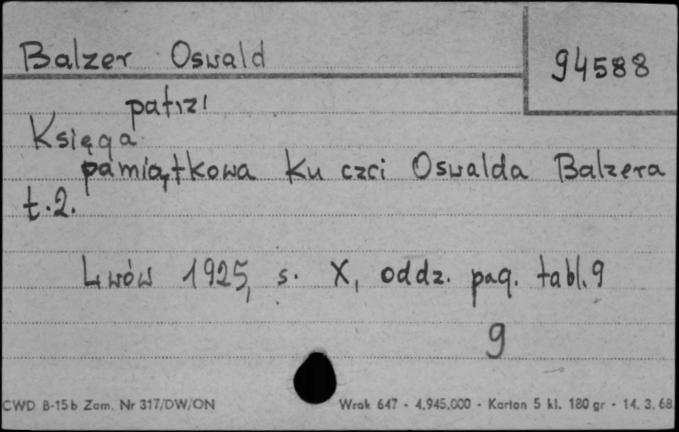 Balzer Oswald
94588
patrz!
Księga
pamiątkowa ku czci Oswalda Balzera
t.2.
Lwów 1925, s. X, oddz. pag. tabl. 9
9
CWD B-15b Zam. Nr 317/DW/ON
Wrak 647 - 4.945.000 - Karton 5 kl. 180 gr - 14. 3. 68